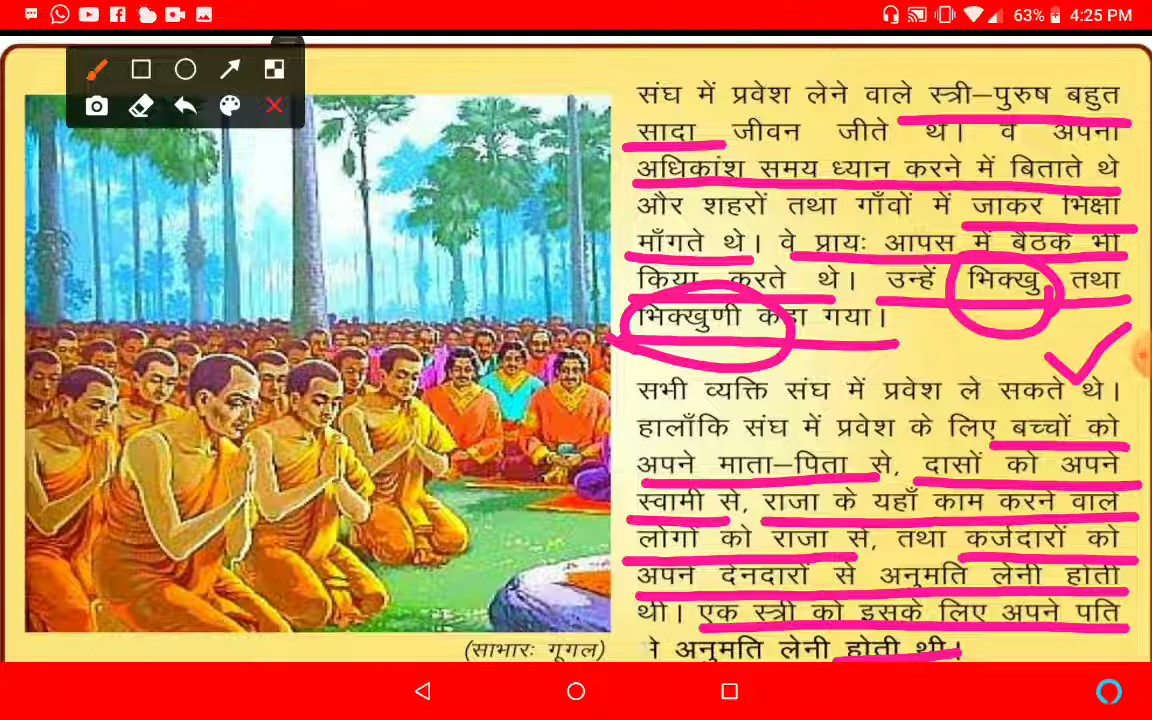 63% 4:25 PM
संघ में प्रवेश लेने वाले स्त्री–पुरुष बहुत
सादा जीवन जीते थे। वे अपना
अधिकांश समय ध्यान करने में बिताते थे
और शहरों तथा गाँवों में जाकर भिक्षा
माँगते थे। वे प्रायः आपस में बैठकें भी
किया करते थे। उन्हें भिक्खु तथा
भिक्खुणी कहा गया।
सभी व्यक्ति संघ में प्रवेश ले सकते थे।
हालाँकि संघ में प्रवेश के लिए बच्चों को
अपने माता–पिता से, दासों को अपने
स्वामी से, राजा के यहाँ काम करने वाले
लोगों को राजा से, तथा कर्जदारों को
अपने देनदारों से अनुमति लेनी होती
थी। एक स्त्री को इसके लिए अपने पति
से अनुमति लेनी होती थी।
(साभारः गूगल)